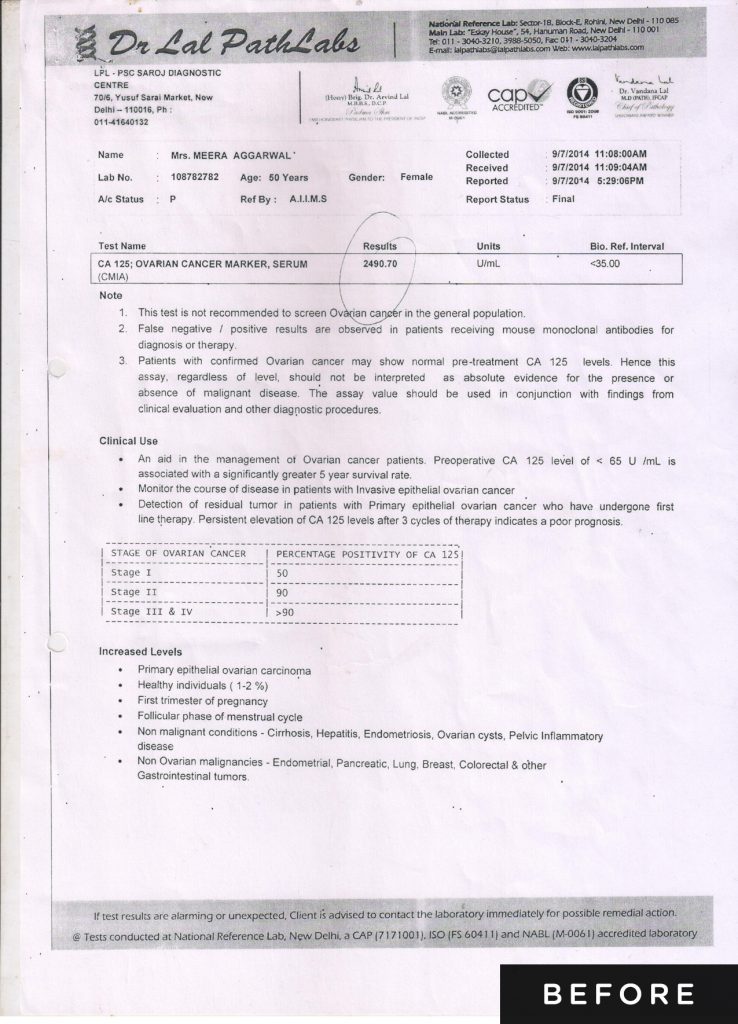 Dr Lal PathLabs
National Reference Lab: Sector-18, Block-E, Rohini, New Delhi - 110 085
Main Lab: "Eskay House", 54, Hanuman Road, New Delhi - 110 001
Tel: 011 - 3040-3210, 3988-5050, Fax: 011 - 3040-3204
E-mail: lalpathlabs@lalpathlabs.com Web: www.lalpathlabs.com
LPL - PSC SAROJ DIAGNOSTIC
CENTRE
70/6, Yusuf Sarai Market, New
Delhi – 110016, Ph :
011-41640132
(Hony) Brig. Dr. Arvind Lal
M.B.B.S, D.C.P.
Padma Shri
NABL ACCREDITED
cap
ACCREDITED
ISO 9001: 2008
FS 60411
Dr. Vandana Lal
M.D (PATH), IFCAP
Chief of Pathology
Name : Mrs. MEERA AGGARWAL
Collected : 9/7/2014 11:08:00AM
Received : 9/7/2014 11:09:04AM
Lab No. : 108782782 Age: 50 Years Gender: Female
Reported : 9/7/2014 5:29:06PM
A/c Status : P Ref By : A.I.I.M.S Report Status : Final
Test Name Results Units Bio. Ref. Interval
CA 125; OVARIAN CANCER MARKER, SERUM 2490.70 U/mL <35.00
(CMIA)
Note
1. This test is not recommended to screen Ovarian cancer in the general population.
2. False negative / positive results are observed in patients receiving mouse monoclonal antibodies for
diagnosis or therapy.
3. Patients with confirmed Ovarian cancer may show normal pre-treatment CA 125 levels. Hence this
assay, regardless of level, should not be interpreted as absolute evidence for the presence or
absence of malignant disease. The assay value should be used in conjunction with findings from
clinical evaluation and other diagnostic procedures.
Clinical Use
• An aid in the management of Ovarian cancer patients. Preoperative CA 125 level of < 65 U /mL is
associated with a significantly greater 5 year survival rate.
• Monitor the course of disease in patients with Invasive epithelial ovarian cancer
• Detection of residual tumor in patients with Primary epithelial ovarian cancer who have undergone first
line therapy. Persistent elevation of CA 125 levels after 3 cycles of therapy indicates a poor prognosis.
STAGE OF OVARIAN CANCER | PERCENTAGE POSITIVITY OF CA 125
Stage I | 50
Stage II | 90
Stage III & IV | >90
Increased Levels
• Primary epithelial ovarian carcinoma
• Healthy individuals ( 1-2 %)
• First trimester of pregnancy
• Follicular phase of menstrual cycle
• Non malignant conditions - Cirrhosis, Hepatitis, Endometriosis, Ovarian cysts, Pelvic Inflammatory
disease
• Non Ovarian malignancies - Endometrial, Pancreatic, Lung, Breast, Colorectal & other
Gastrointestinal tumors.
If test results are alarming or unexpected, Client is advised to contact the laboratory immediately for possible remedial action.
@ Tests conducted at National Reference Lab, New Delhi, a CAP (7171001), ISO (FS 60411) and NABL (M-0061) accredited laboratory
BEFORE